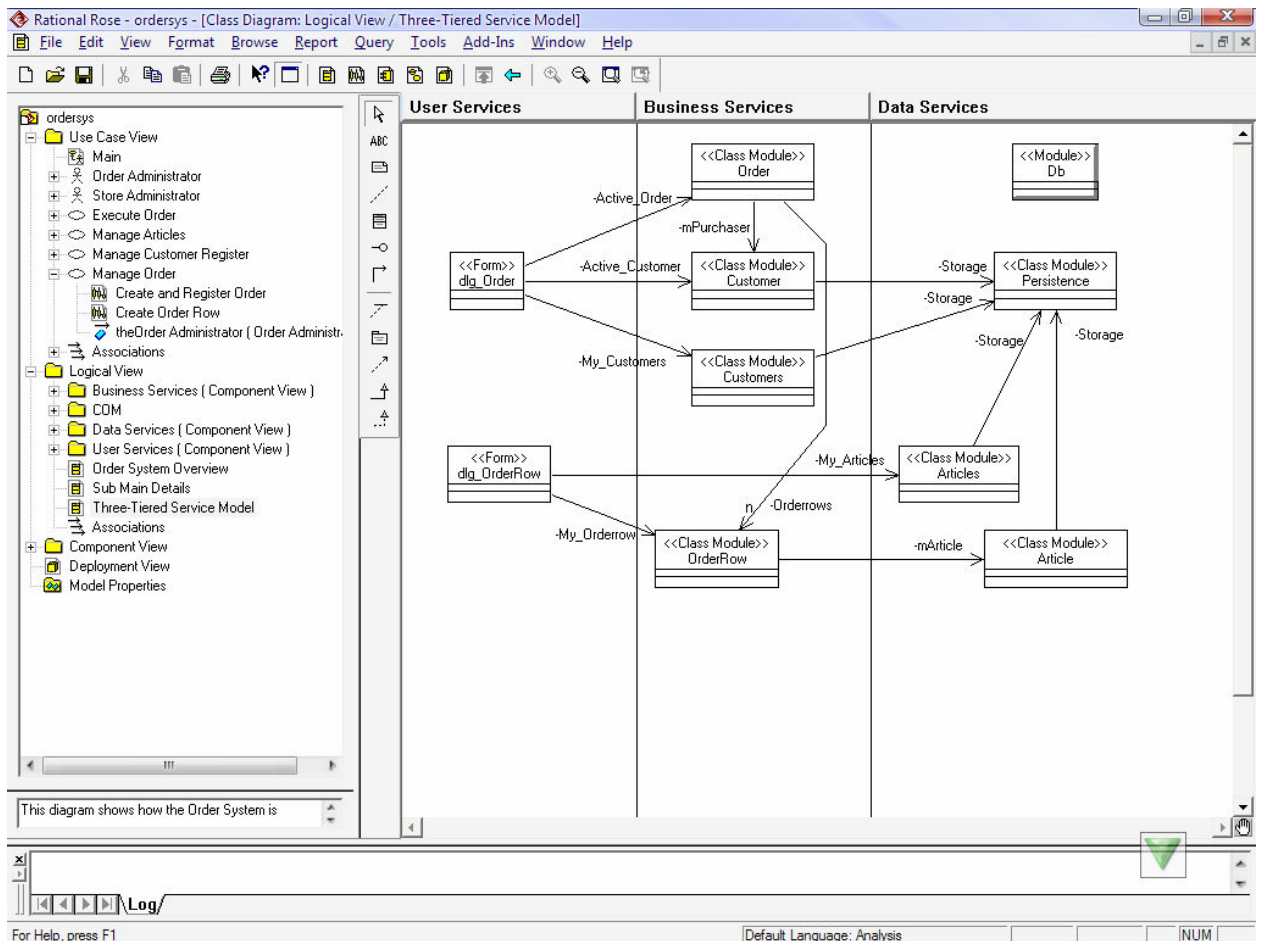 Rational Rose - ordersys - [Class Diagram: Logical View / Three-Tiered Service Model]
File Edit View Format Browse Report Query Tools Add-Ins Window Help
ordersys
Use Case View
Main
Order Administrator
Store Administrator
Execute Order
Manage Articles
Manage Customer Register
Manage Order
Create and Register Order
Create Order Row
theOrder Administrator ( Order Administr
Associations
Logical View
Business Services ( Component View )
COM
Data Services ( Component View )
User Services ( Component View )
Order System Overview
Sub Main Details
Three-Tiered Service Model
Associations
Component View
Deployment View
Model Properties
This diagram shows how the Order System is
ABC
User Services Business Services Data Services
<<Class Module>>
Order
<<Module>>
Db
-Active_Order
-mPurchaser
<<Form>>
dlg_Order
-Active_Customer
<<Class Module>>
Customer
-Storage
<<Class Module>>
Persistence
-Storage
-Storage
-Storage
-My_Customers
<<Class Module>>
Customers
<<Form>>
dlg_OrderRow
-My_Articles
<<Class Module>>
Articles
n
-Orderrows
-My_Orderrow
<<Class Module>>
OrderRow
-mArticle
<<Class Module>>
Article
Log
For Help, press F1
Default Language: Analysis
NUM